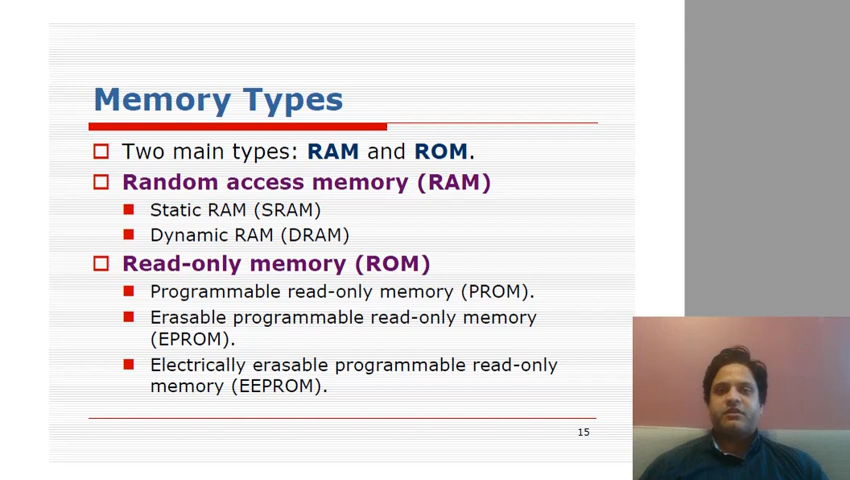 Memory Types
Two main types: RAM and ROM.
Random access memory (RAM)
Static RAM (SRAM)
Dynamic RAM (DRAM)
Read-only memory (ROM)
Programmable read-only memory (PROM).
Erasable programmable read-only memory
(EPROM).
Electrically erasable programmable read-only
memory (EEPROM).
15